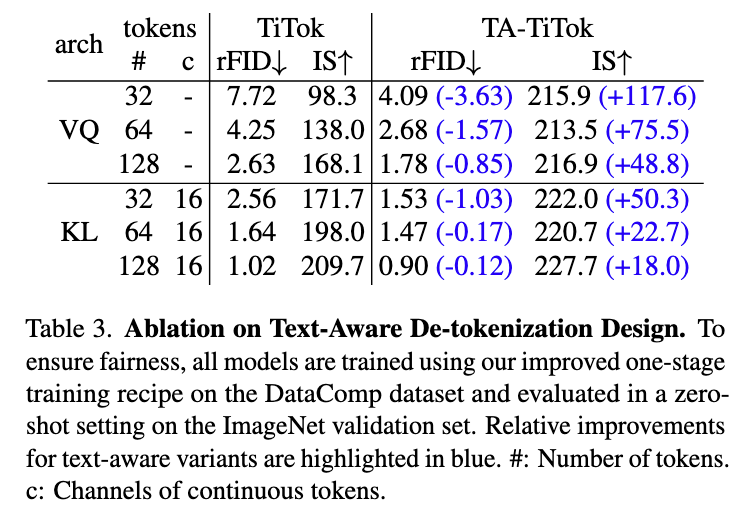 arch tokens TiTok TA-TiTok
# c rFID↓ IS↑ rFID↓ IS↑
32 - 7.72 98.3 4.09 (-3.63) 215.9 (+117.6)
VQ 64 - 4.25 138.0 2.68 (-1.57) 213.5 (+75.5)
128 - 2.63 168.1 1.78 (-0.85) 216.9 (+48.8)
32 16 2.56 171.7 1.53 (-1.03) 222.0 (+50.3)
KL 64 16 1.64 198.0 1.47 (-0.17) 220.7 (+22.7)
128 16 1.02 209.7 0.90 (-0.12) 227.7 (+18.0)
Table 3. Ablation on Text-Aware De-tokenization Design. To
ensure fairness, all models are trained using our improved one-stage
training recipe on the DataComp dataset and evaluated in a zero-
shot setting on the ImageNet validation set. Relative improvements
for text-aware variants are highlighted in blue. #: Number of tokens.
c: Channels of continuous tokens.